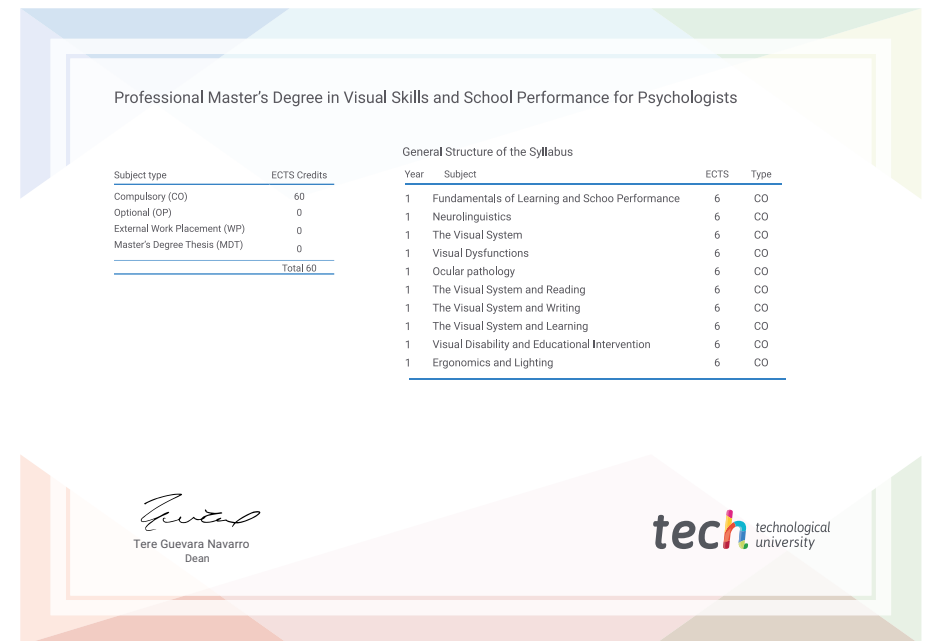 Professional Master's Degree in Visual Skills and School Performance for Psychologists
General Structure of the Syllabus
Subject type ECTS Credits
Compulsory (CO) 60
Optional (OP) 0
External Work Placement (WP) 0
Master's Degree Thesis (MDT) 0
Total 60
Year Subject ECTS Type
1 Fundamentals of Learning and Schoo Performance 6 CO
1 Neurolinguistics 6 CO
1 The Visual System 6 CO
1 Visual Dysfunctions 6 CO
1 Ocular pathology 6 CO
1 The Visual System and Reading 6 CO
1 The Visual System and Writing 6 CO
1 The Visual System and Learning 6 CO
1 Visual Disability and Educational Intervention 6 CO
1 Ergonomics and Lighting 6 CO
Tere Guevara Navarro
Dean
tech technological
university